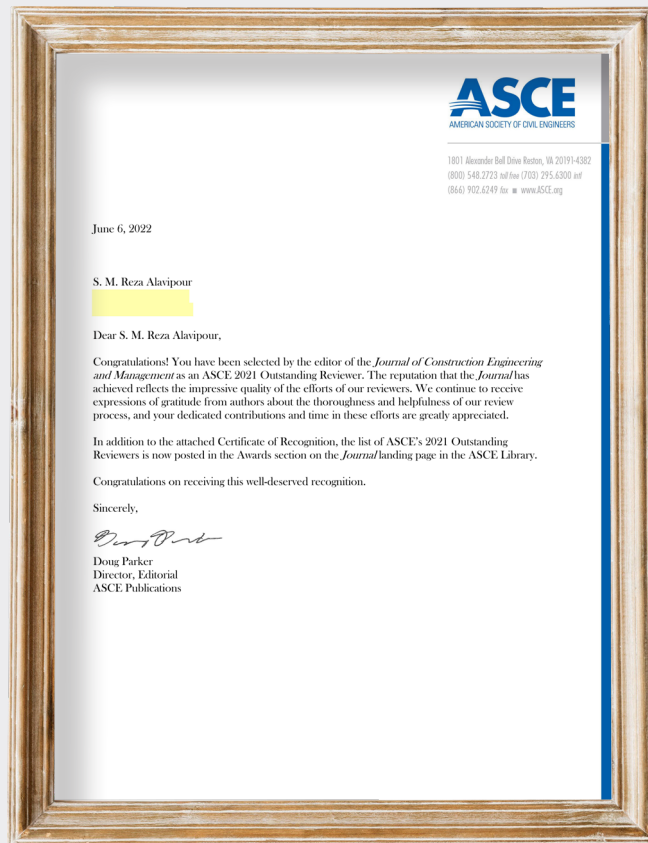 ASCE
AMERICAN SOCIETY OF CIVIL ENGINEERS
1801 Alexander Bell Drive Reston, VA 20191-4382
(800) 548.2723 toll free (703) 295.6300 intl
(866) 902.6249 fax ■ www.ASCE.org
June 6, 2022
S. M. Reza Alavipour
Dear S. M. Reza Alavipour,
Congratulations! You have been selected by the editor of the Journal of Construction Engineering
and Management as an ASCE 2021 Outstanding Reviewer. The reputation that the Journal has
achieved reflects the impressive quality of the efforts of our reviewers. We continue to receive
expressions of gratitude from authors about the thoroughness and helpfulness of our review
process, and your dedicated contributions and time in these efforts are greatly appreciated.
In addition to the attached Certificate of Recognition, the list of ASCE's 2021 Outstanding
Reviewers is now posted in the Awards section on the Journal landing page in the ASCE Library.
Congratulations on receiving this well-deserved recognition.
Sincerely,
Doug Parker
Director, Editorial
ASCE Publications